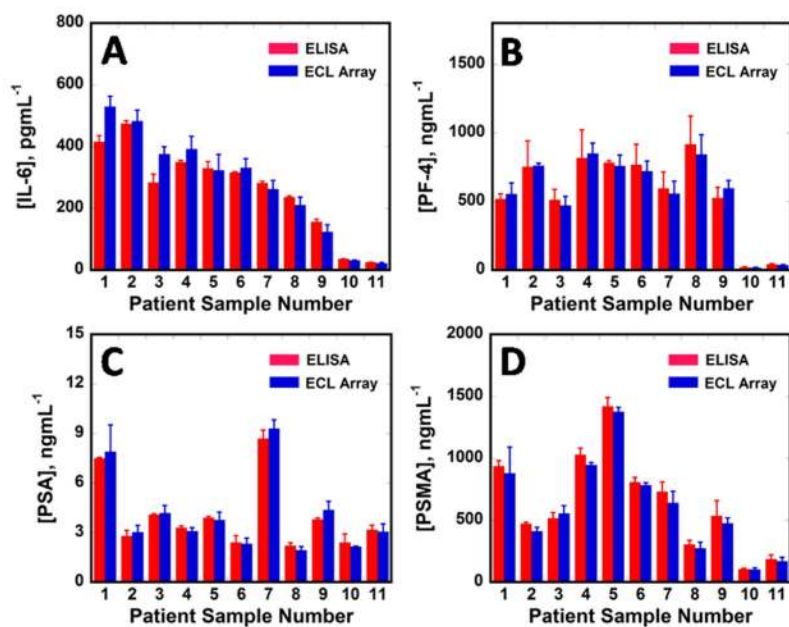 A
ELISA
ECL Array
[IL-6], pgmL⁻¹
800
600
400
200
0
1 2 3 4 5 6 7 8 9 10 11
Patient Sample Number
B
ELISA
ECL Array
[PF-4], ngmL⁻¹
1500
1000
500
0
1 2 3 4 5 6 7 8 9 10 11
Patient Sample Number
C
ELISA
ECL Array
[PSA], ngmL⁻¹
15
12
9
6
3
0
1 2 3 4 5 6 7 8 9 10 11
Patient Sample Number
D
ELISA
ECL Array
[PSMA], ngmL⁻¹
2000
1500
1000
500
0
1 2 3 4 5 6 7 8 9 10 11
Patient Sample Number